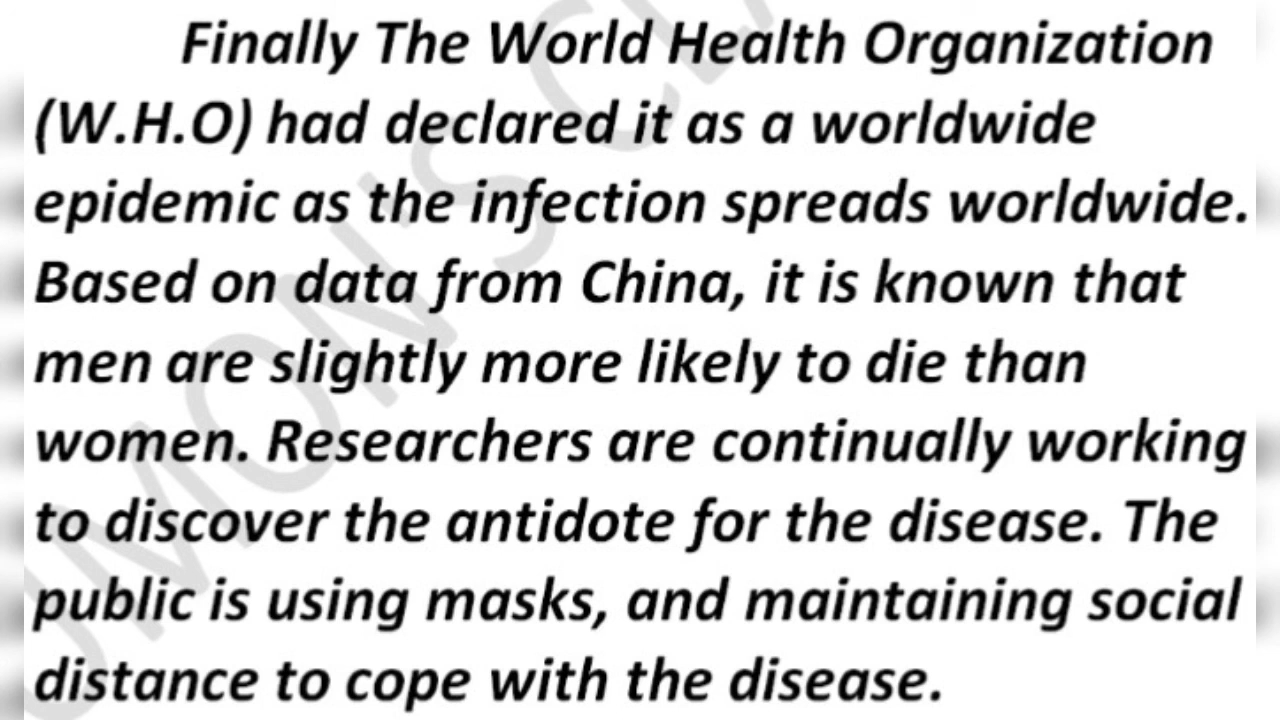 Finally The World Health Organization
(W.H.O) had declared it as a worldwide
epidemic as the infection spreads worldwide.
Based on data from China, it is known that
men are slightly more likely to die than
women. Researchers are continually working
to discover the antidote for the disease. The
public is using masks, and maintaining social
distance to cope with the disease.